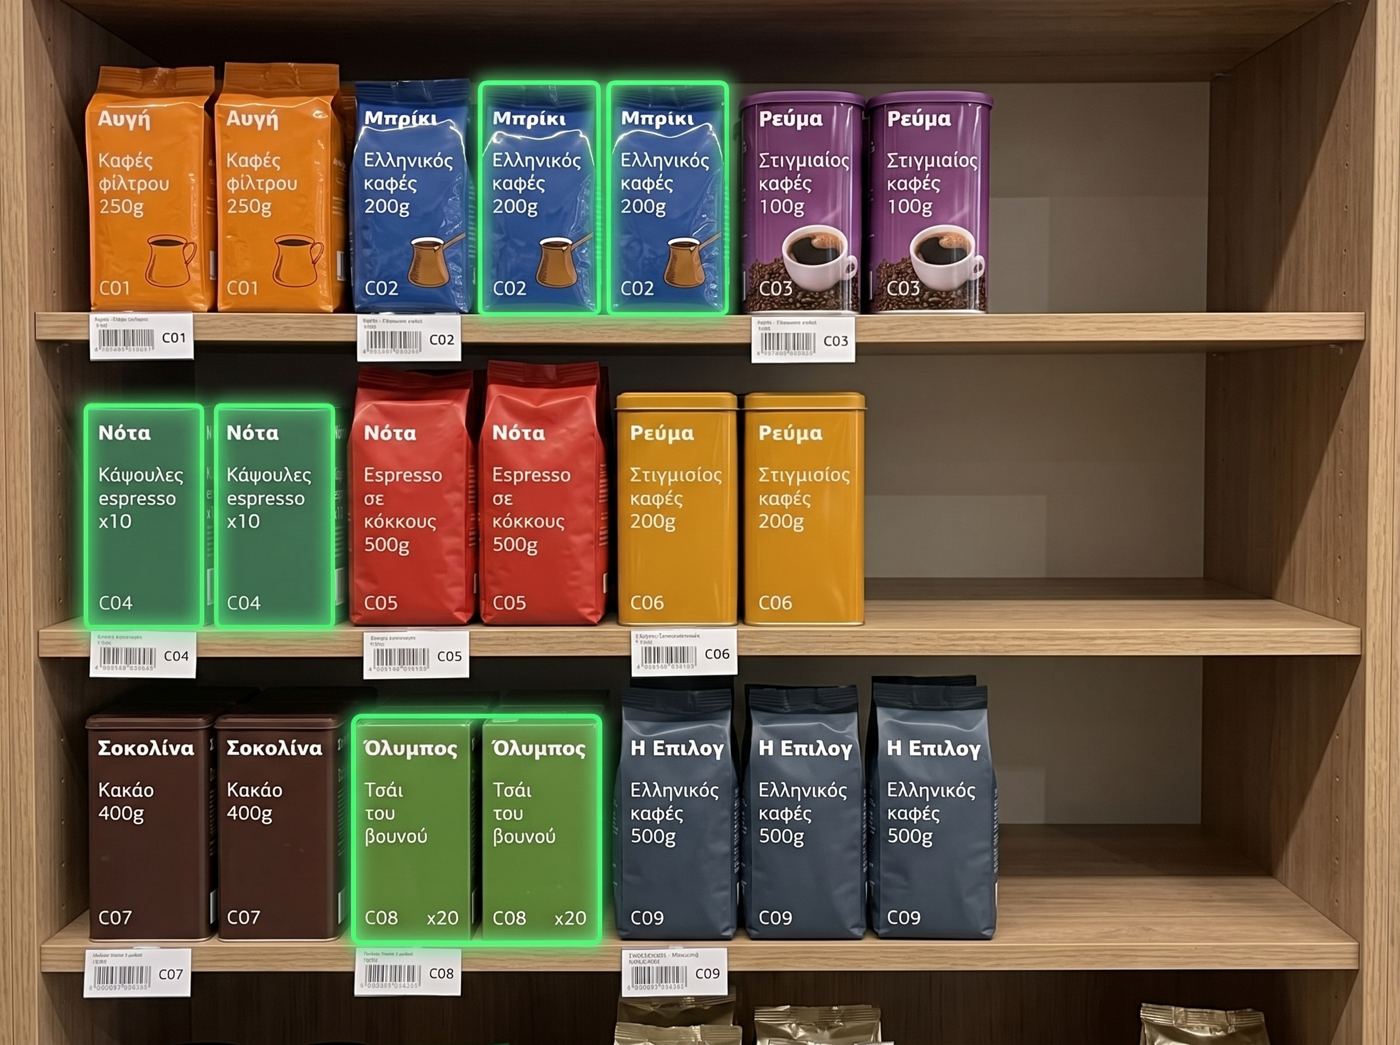 Αυγή
Καφές
φίλτρου
250g
C01
Αυγή
Καφές
φίλτρου
250g
C01
Μπρίκι
Ελληνικός
καφές
200g
C02
Μπρίκι
Ελληνικός
καφές
200g
C02
Μπρίκι
Ελληνικός
καφές
200g
C02
Ρεύμα
Στιγμιαίος
καφές
100g
C03
Ρεύμα
Στιγμιαίος
καφές
100g
C03
C01
C02
C03
Νότα
Κάψουλες
espresso
x10
C04
Νότα
Κάψουλες
espresso
x10
C04
Νότα
Espresso
σε
κόκκους
500g
C05
Νότα
Espresso
σε
κόκκους
500g
C05
Ρεύμα
Στιγμισίος
καφές
200g
C06
Ρεύμα
Στιγμισίος
καφές
200g
C06
C04
C05
C06
Σοκολίνα
Κακάο
400g
C07
Σοκολίνα
Κακάο
400g
C07
Όλυμπος
Τσάι
του
βουνού
C08 x20
Όλυμπος
Τσάι
του
βουνού
C08 x20
Η Επιλογ
Ελληνικός
καφές
500g
C09
Η Επιλογ
Ελληνικός
καφές
500g
C09
Η Επιλογ
Ελληνικός
καφές
500g
C09
C07
C08
C09